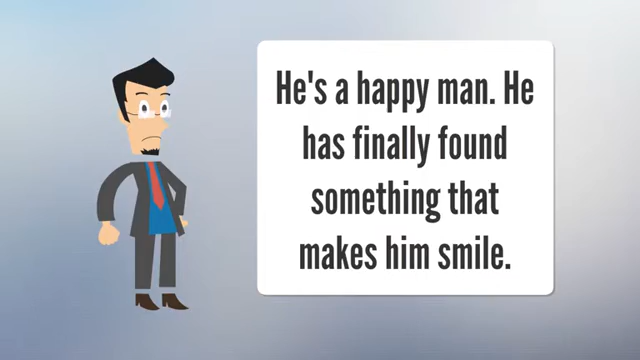 He's a happy man. He
has finally found
something that
makes him smile.